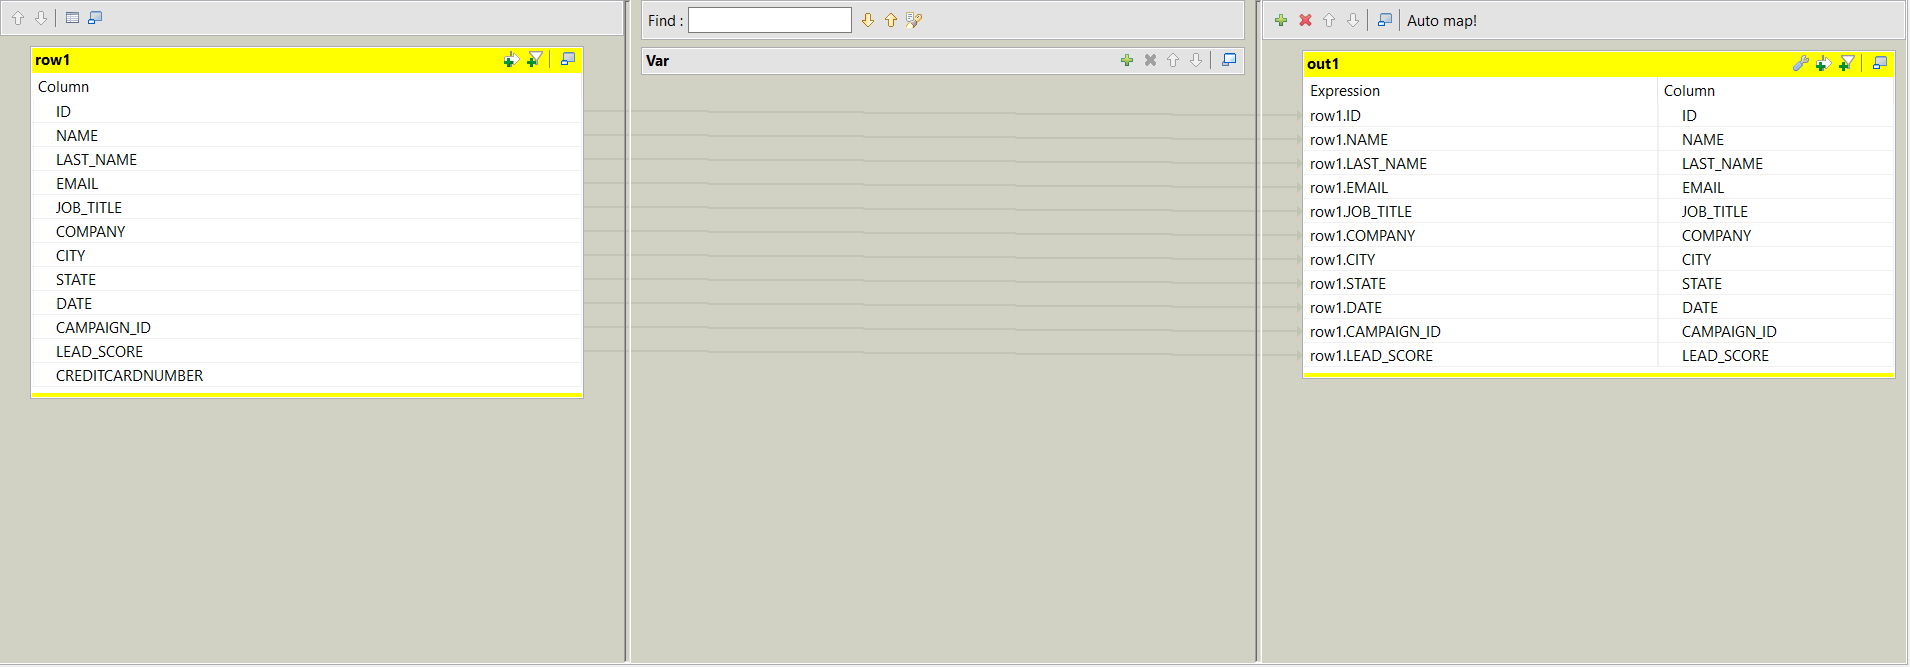 Find :
Auto map!
row1
Column
ID
NAME
LAST_NAME
EMAIL
JOB_TITLE
COMPANY
CITY
STATE
DATE
CAMPAIGN_ID
LEAD_SCORE
CREDITCARDNUMBER
Var
out1
Expression Column
row1.ID ID
row1.NAME NAME
row1.LAST_NAME LAST_NAME
row1.EMAIL EMAIL
row1.JOB_TITLE JOB_TITLE
row1.COMPANY COMPANY
row1.CITY CITY
row1.STATE STATE
row1.DATE DATE
row1.CAMPAIGN_ID CAMPAIGN_ID
row1.LEAD_SCORE LEAD_SCORE